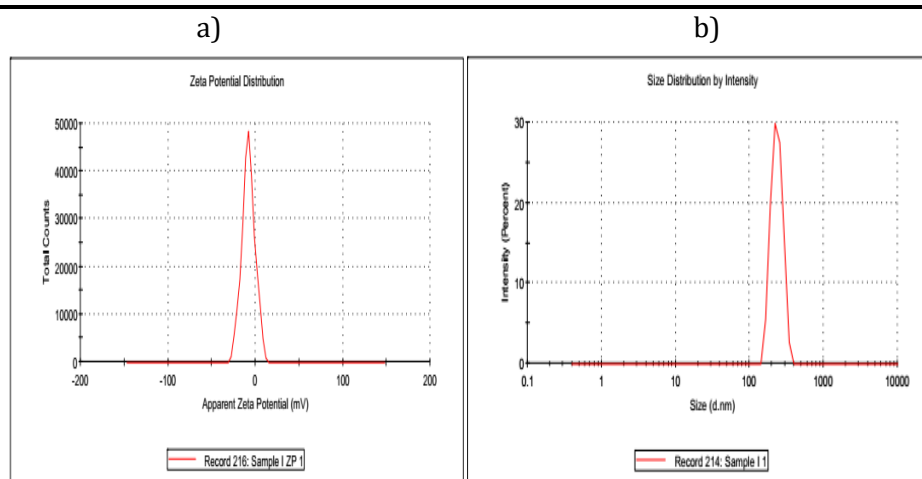 a)
b)
Zeta Potential Distribution
50000
40000
30000
20000
10000
0
Total Counts
-200
-100
0
100
200
Apparent Zeta Potential (mV)
Record 216: Sample I ZP 1
Size Distribution by Intensity
30
20
10
0
Intensity (Percent)
0.1
1
10
100
1000
10000
Size (d.nm)
Record 214: Sample I 1